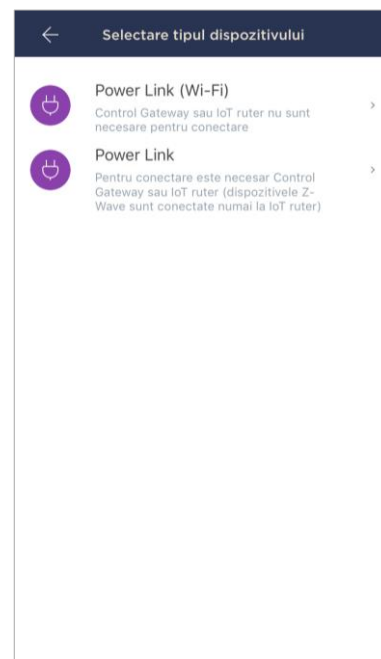 Selectare tipul dispozitivului
Power Link (Wi-Fi)
Control Gateway sau IoT ruter nu sunt
necesare pentru conectare
Power Link
Pentru conectare este necesar Control
Gateway sau IoT ruter (dispozitivele Z-
Wave sunt conectate numai la IoT ruter)